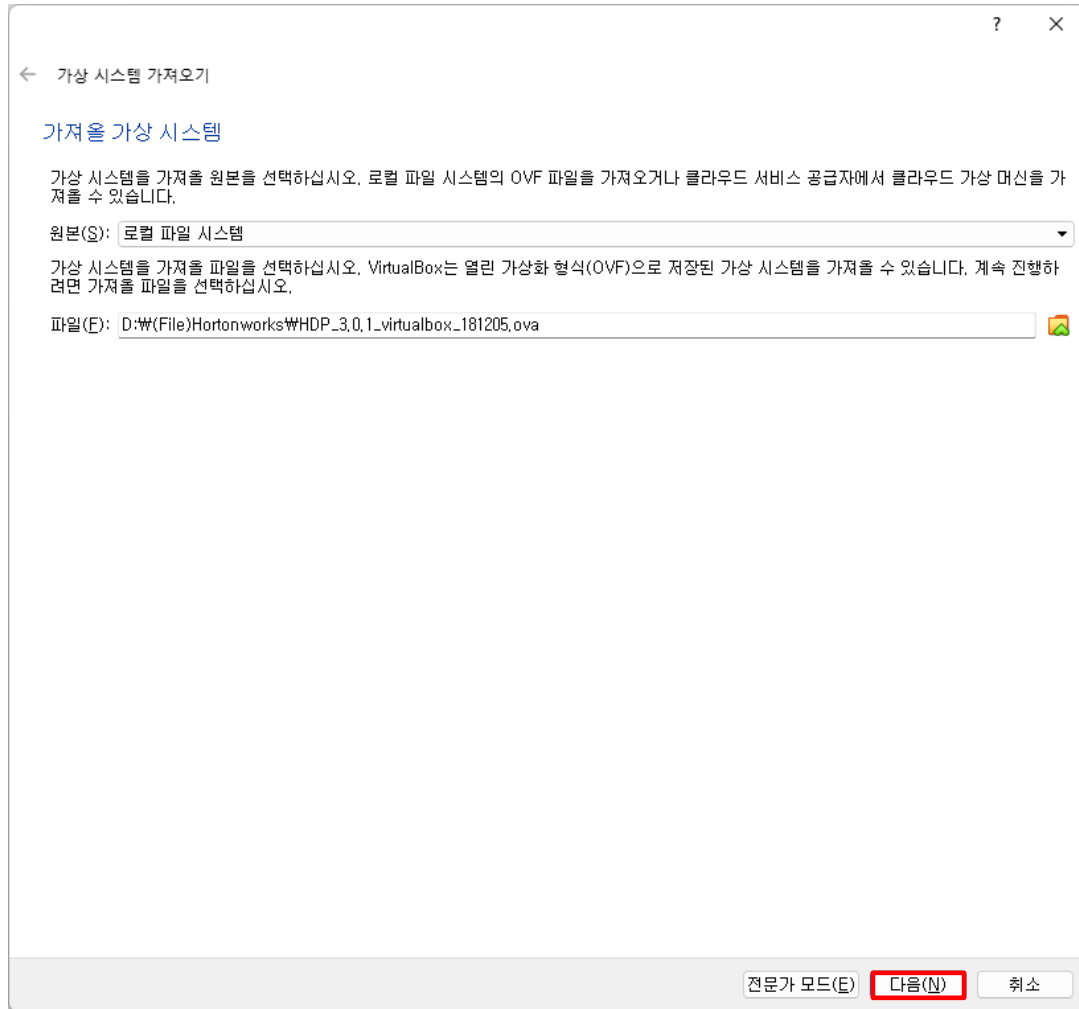 ?
가상 시스템 가져오기
가져올 가상 시스템
가상 시스템을 가져올 원본을 선택하십시오. 로컬 파일 시스템의 OVF 파일을 가져오거나 클라우드 서비스 공급자에서 클라우드 가상 머신을 가
져올 수 있습니다.
원본(S): 로컬 파일 시스템
가상 시스템을 가져올 파일을 선택하십시오. VirtualBox는 열린 가상화 형식(OVF)으로 저장된 가상 시스템을 가져올 수 있습니다. 계속 진행하
려면 가져올 파일을 선택하십시오.
파일(F): D:₩(File)Hortonworks₩HDP_3.0.1_virtualbox_181205.ova
전문가 모드(E) 다음(N) 취소